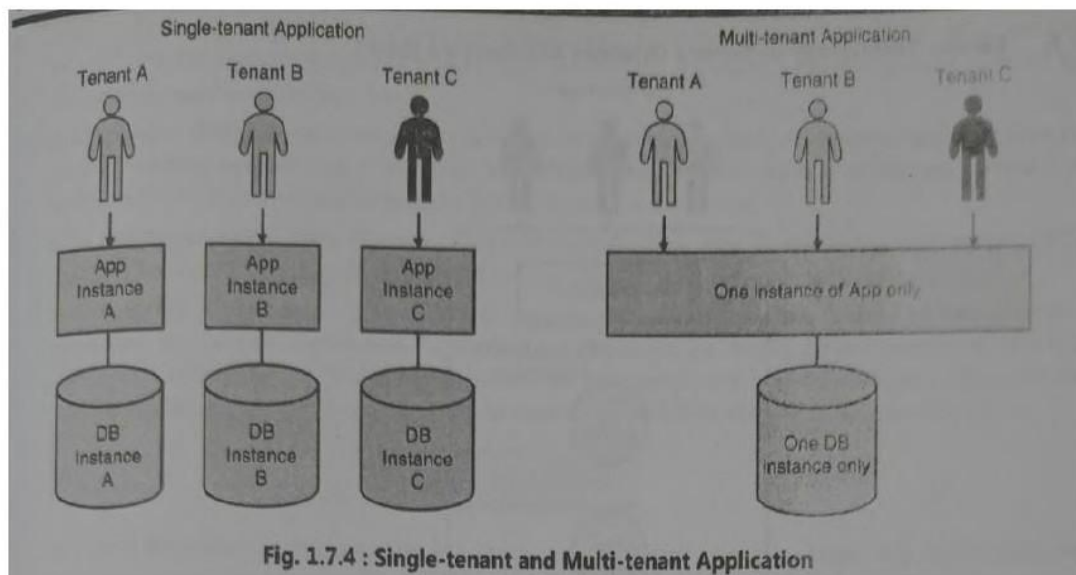 Single-tenant Application
Multi-tenant Application
Tenant A
Tenant B
Tenant C
Tenant A
Tenant B
Tenant C
App
Instance
A
App
Instance
B
App
Instance
C
One instance of App only
DB
Instance
A
DB
Instance
B
DB
Instance
C
One DB
instance only
Fig. 1.7.4 : Single-tenant and Multi-tenant Application